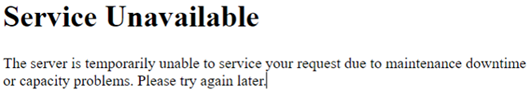 Service Unavailable
The server is temporarily unable to service your request due to maintenance downtime
or capacity problems. Please try again later.